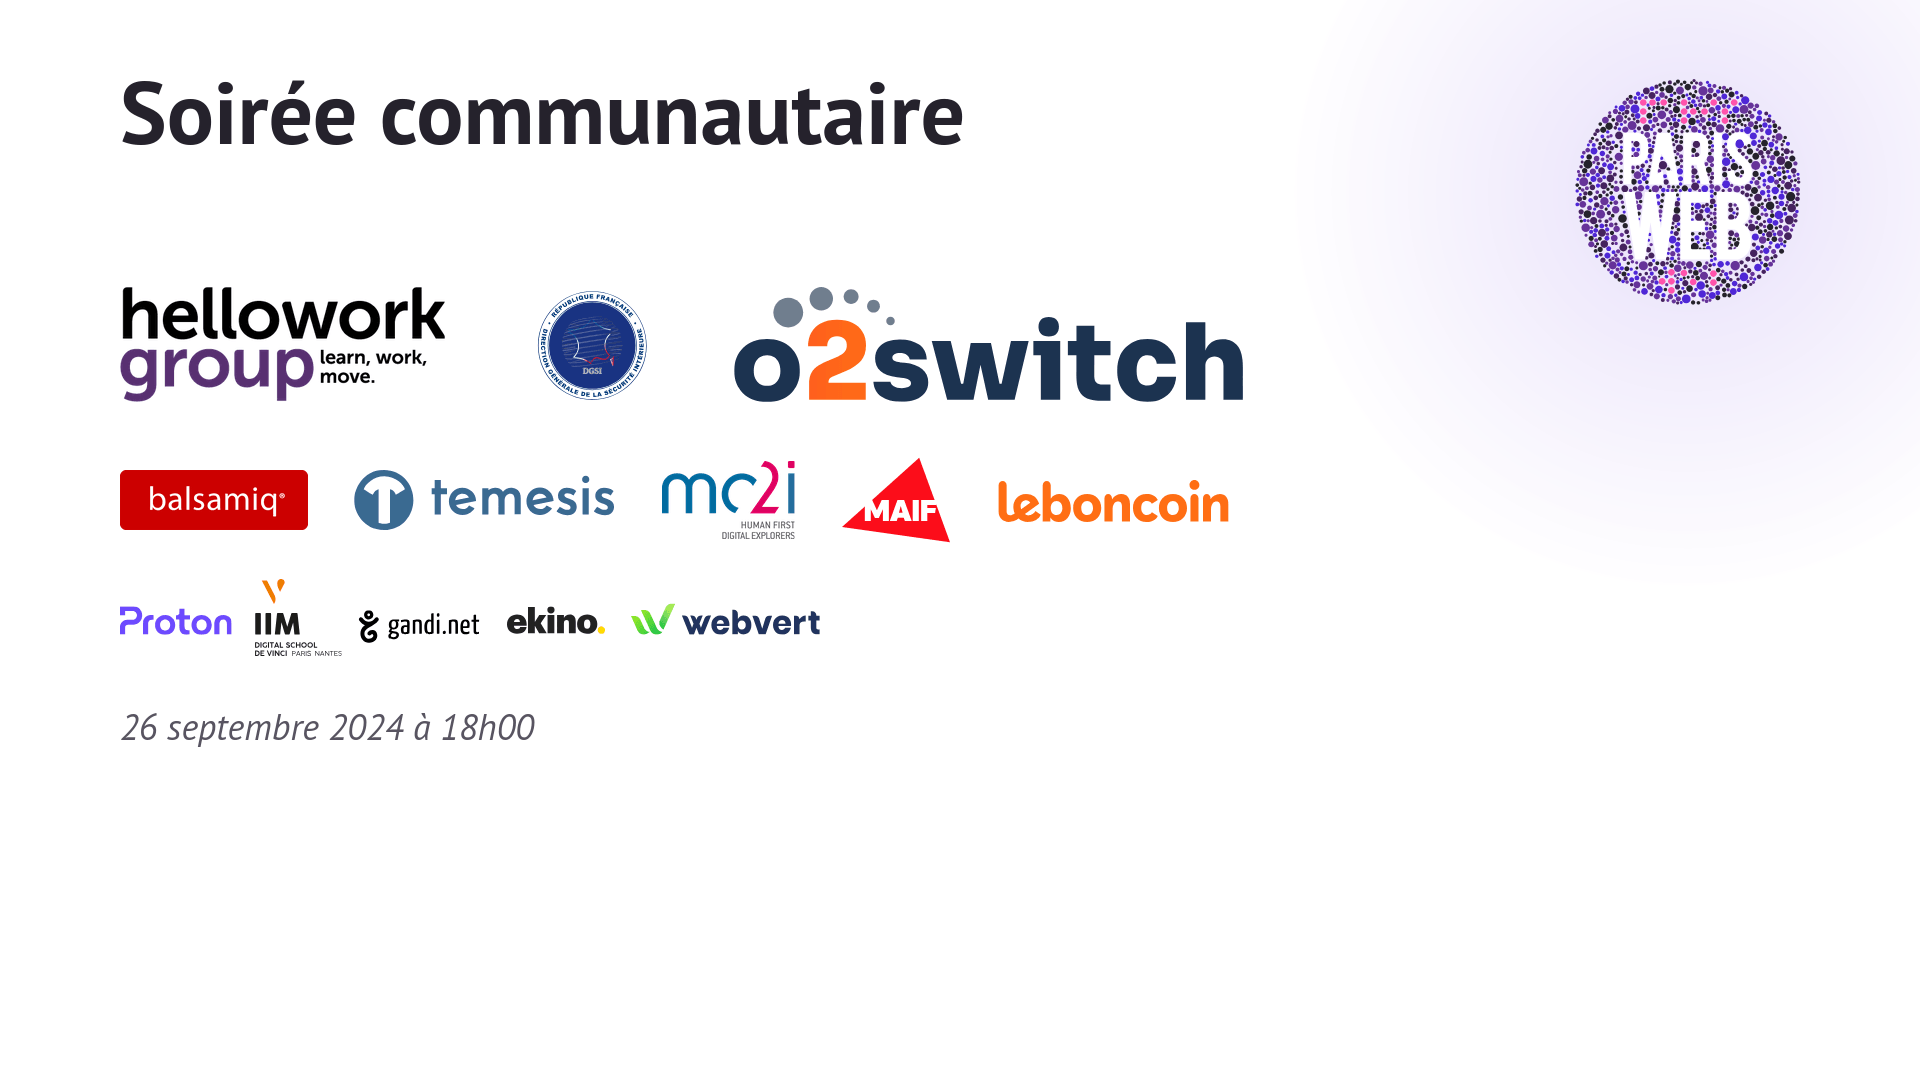 Soirée communautaire
PARIS
WEB
hellowork
group learn, work,
move.
RÉPUBLIQUE FRANÇAISE
DGSI
DIRECTION GÉNÉRALE DE LA SÉCURITÉ INTÉRIEURE
o2switch
balsamiq®
temesis
mc2i
HUMAN FIRST
DIGITAL EXPLORERS
MAIF
leboncoin
Proton
IIM
DIGITAL SCHOOL
DE VINCI PARIS NANTES
gandi.net
ekino.
webvert
26 septembre 2024 à 18h00